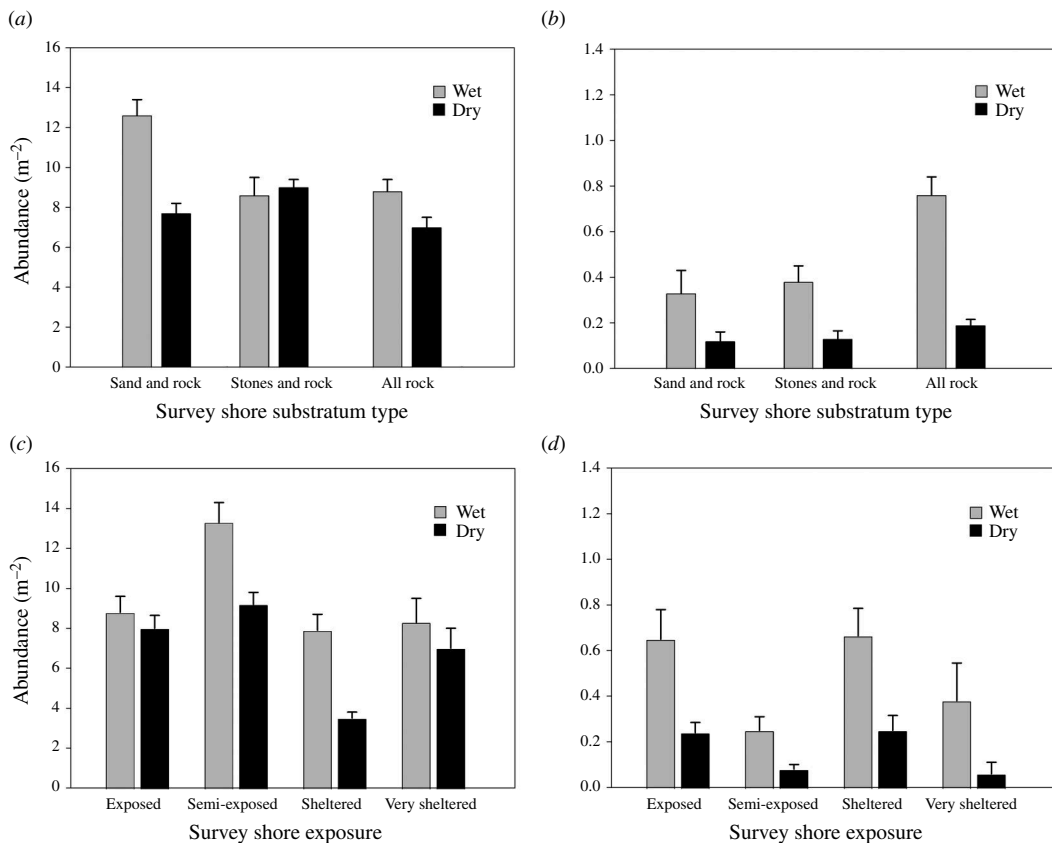 (a)
16
14
12
10
8
6
4
2
0
Abundance (m⁻²)
Wet
Dry
Sand and rock Stones and rock All rock
Survey shore substratum type
(b)
1.4
1.2
1.0
0.8
0.6
0.4
0.2
0.0
Wet
Dry
Sand and rock Stones and rock All rock
Survey shore substratum type
(c)
16
14
12
10
8
6
4
2
0
Abundance (m⁻²)
Wet
Dry
Exposed Semi-exposed Sheltered Very sheltered
Survey shore exposure
(d)
1.4
1.2
1.0
0.8
0.6
0.4
0.2
0.0
Wet
Dry
Exposed Semi-exposed Sheltered Very sheltered
Survey shore exposure